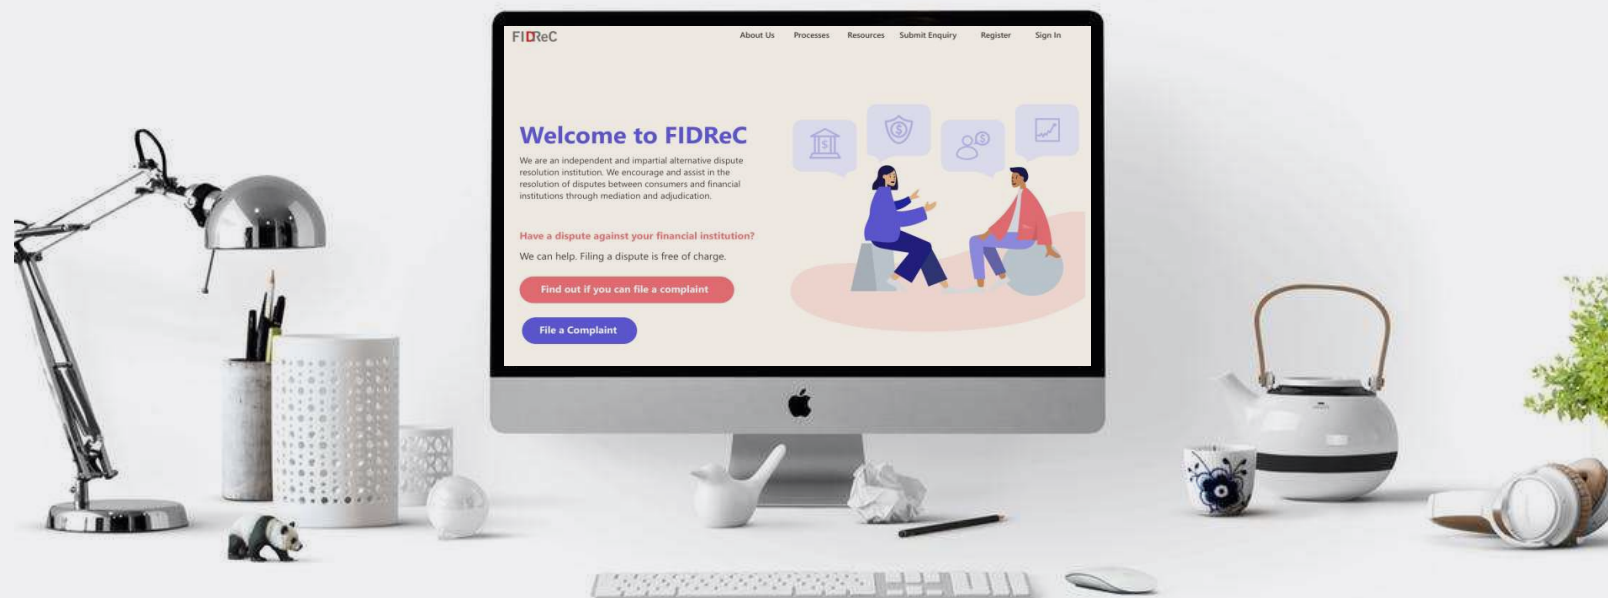 FIDReC
About Us Processes Resources Submit Enquiry Register Sign In
Welcome to FIDReC
We are an independent and impartial alternative dispute
resolution institution. We encourage and assist in the
resolution of disputes between consumers and financial
institutions through mediation and adjudication.
Have a dispute against your financial institution?
We can help. Filing a dispute is free of charge.
Find out if you can file a complaint
File a Complaint